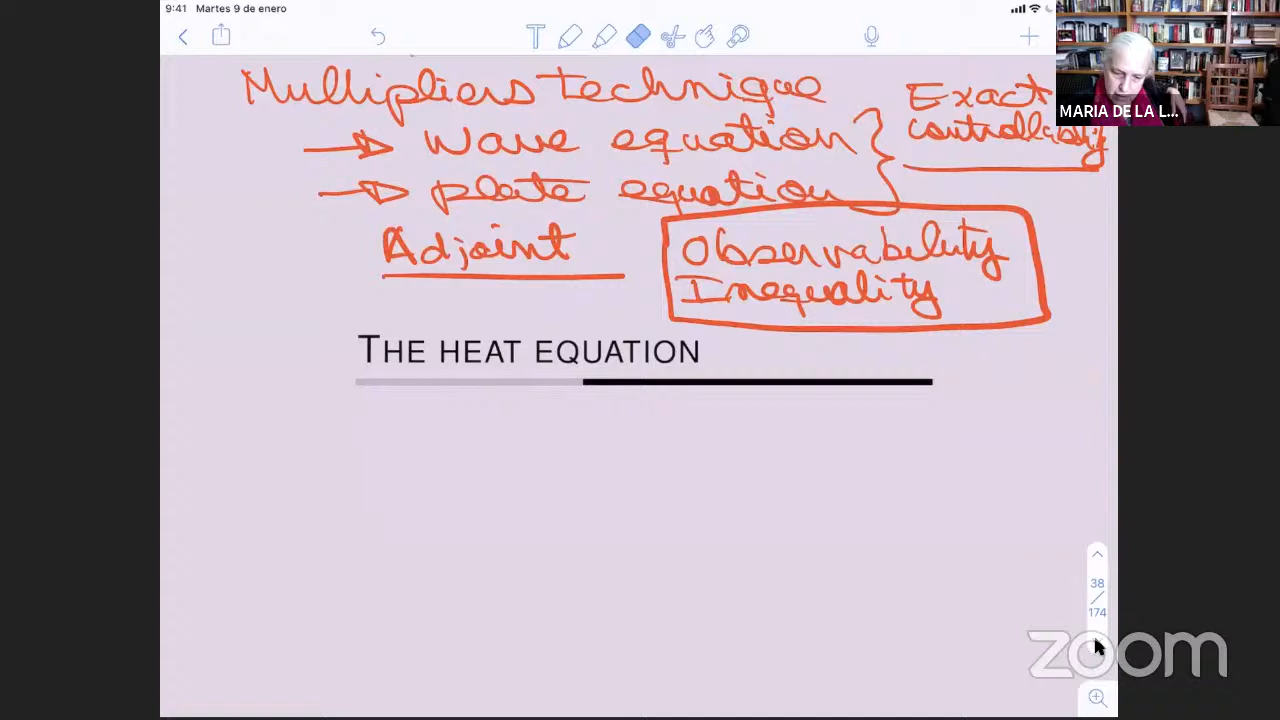 9:41 Martes 9 de enero
Multipliers technique
→ Wave equation
→ plate equation
Exact
controllability
Adjoint
Observability
Inequality
THE HEAT EQUATION
MARIA DE LA L...
38
174
zoom